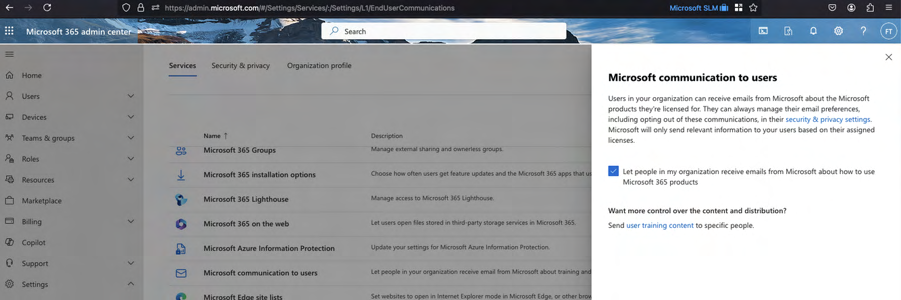 https://admin.microsoft.com/#/Settings/Services/:/Settings/L1/EndUserCommunications
Microsoft SLM
Microsoft 365 admin center
Search
FT
Home
Users
Devices
Teams & groups
Roles
Resources
Marketplace
Billing
Copilot
Support
Settings
Services
Security & privacy
Organization profile
Name ↑
Description
Microsoft 365 Groups
Manage external sharing and ownerless groups.
Microsoft 365 installation options
Choose how often users get feature updates and the Microsoft 365 apps that
Microsoft 365 Lighthouse
Manage access to Microsoft 365 Lighthouse.
Microsoft 365 on the web
Let users open files stored in third-party storage services in Microsoft 365.
Microsoft Azure Information Protection
Update your settings for Microsoft Azure Information Protection.
Microsoft communication to users
Let people in your organization receive email from Microsoft about training and
Microsoft Edge site lists
Set websites to open in Internet Explorer mode in Microsoft Edge, or other
Microsoft communication to users
Users in your organization can receive emails from Microsoft about the Microsoft
products they're licensed for. They can always manage their email preferences,
including opting out of these communications, in their security & privacy settings.
Microsoft will only send relevant information to your users based on their assigned
licenses.
Let people in my organization receive emails from Microsoft about how to use
Microsoft 365 products
Want more control over the content and distribution?
Send user training content to specific people.